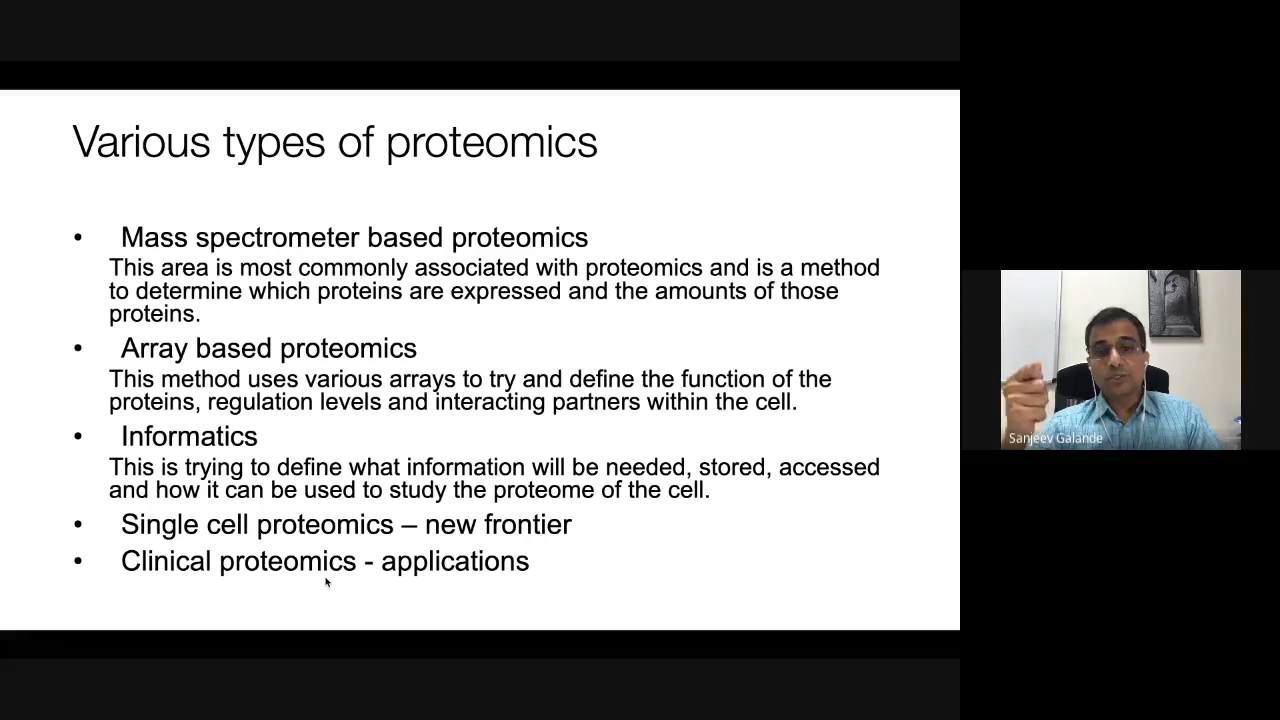 Various types of proteomics
• Mass spectrometer based proteomics
This area is most commonly associated with proteomics and is a method
to determine which proteins are expressed and the amounts of those
proteins.
• Array based proteomics
This method uses various arrays to try and define the function of the
proteins, regulation levels and interacting partners within the cell.
• Informatics
This is trying to define what information will be needed, stored, accessed
and how it can be used to study the proteome of the cell.
• Single cell proteomics – new frontier
• Clinical proteomics - applications
Sanjeev Galande